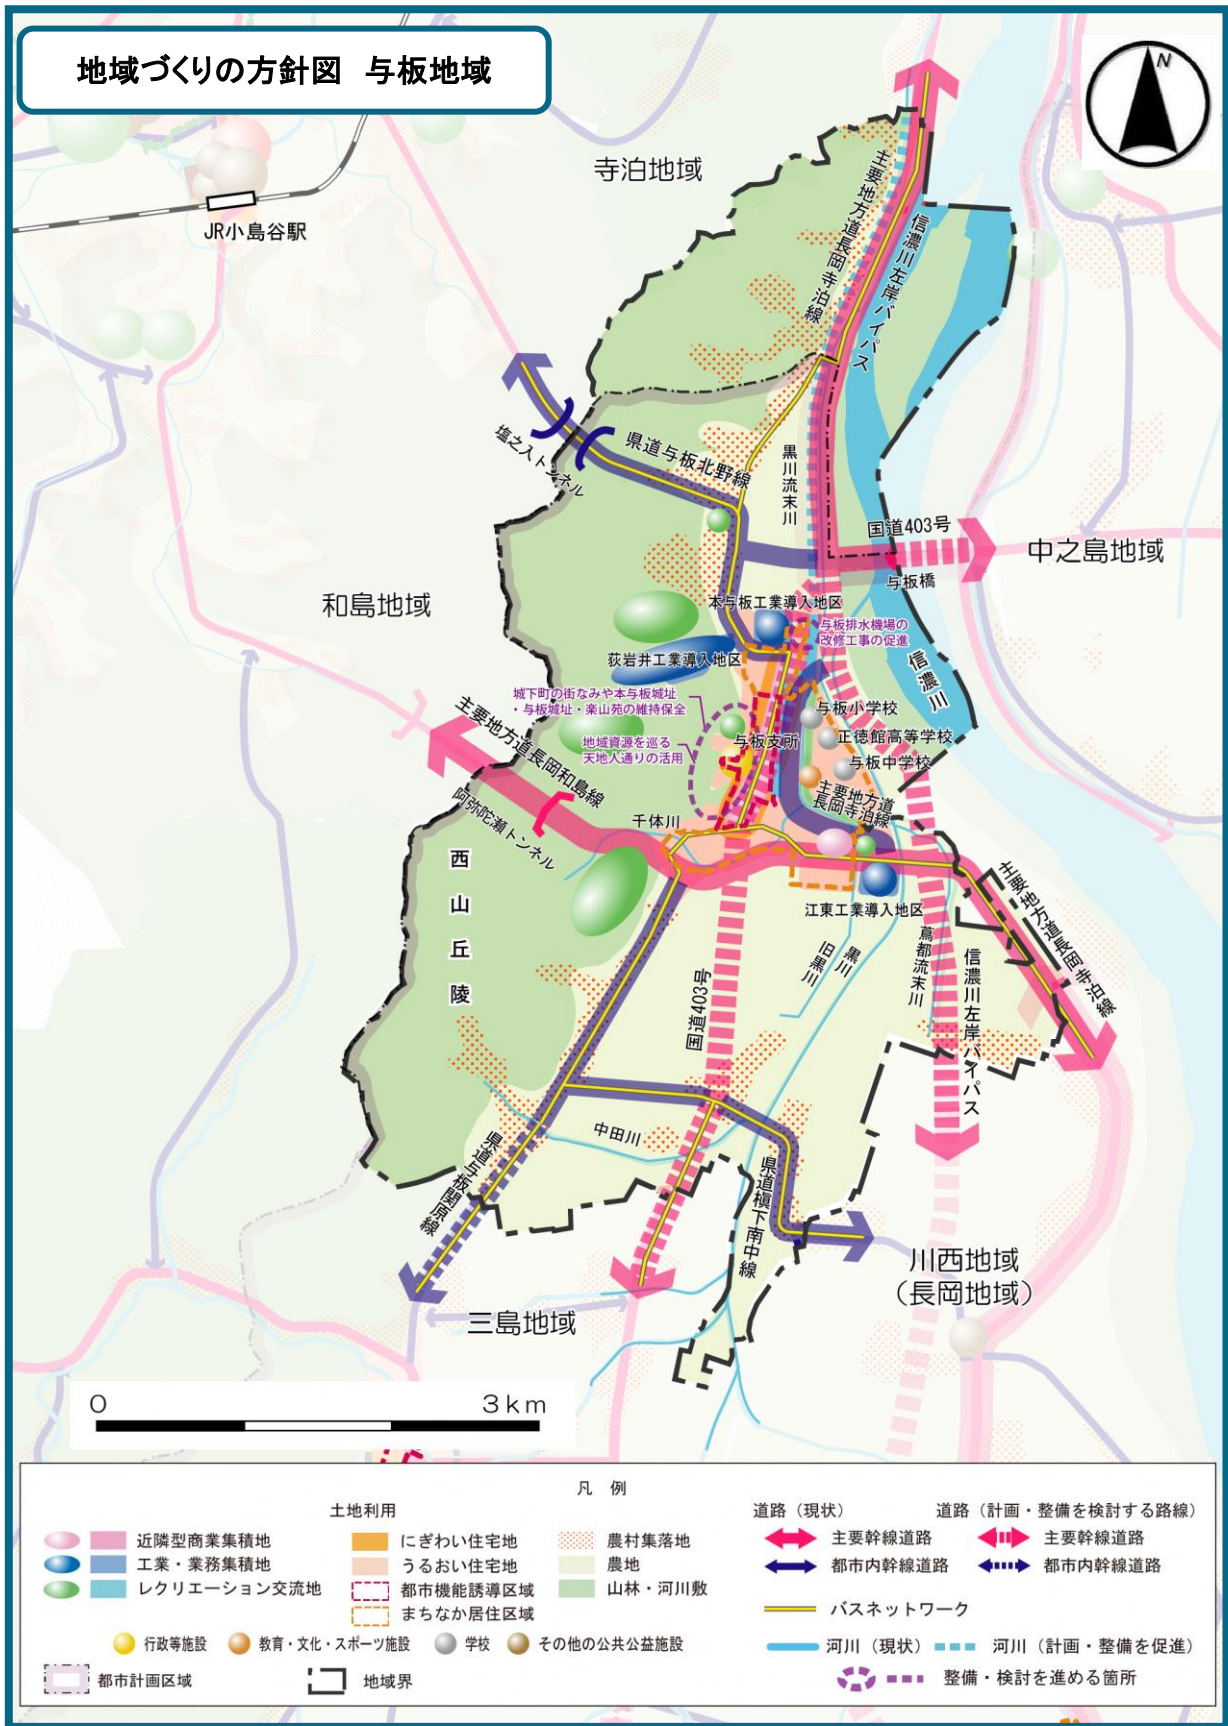 地域づくりの方針図 与板地域
N
寺泊地域
JR小島谷駅
主要地方道長岡寺泊線
信濃川左岸バイパス
塩之入トンネル
県道与板北野線
黒川流末川
国道403号
与板橋
中之島地域
和島地域
本与板工業導入地区
与板排水機場の
改修工事の促進
荻岩井工業導入地区
信濃川
城下町の街なみや本与板城址
・与板城址・楽山苑の維持保全
地域資源を巡る
天地人通りの活用
与板支所
与板小学校
正徳館高等学校
与板中学校
主要地方道
長岡寺泊線
主要地方道長岡和島線
阿弥陀瀬トンネル
千体川
西山丘陵
江東工業導入地区
主要地方道長岡寺泊線
旧黒川
黒川
蔦都流末川
信濃川左岸バイパス
国道403号
中田川
県道与板関原線
県道槇下南中線
川西地域
（長岡地域）
三島地域
0 3km
凡 例
土地利用
近隣型商業集積地
工業・業務集積地
レクリエーション交流地
にぎわい住宅地
うるおい住宅地
都市機能誘導区域
まちなか居住区域
農村集落地
農地
山林・河川敷
行政等施設
教育・文化・スポーツ施設
学校
その他の公共公益施設
都市計画区域
地域界
道路（現状）
主要幹線道路
都市内幹線道路
道路（計画・整備を検討する路線）
主要幹線道路
都市内幹線道路
バスネットワーク
河川（現状）
河川（計画・整備を促進）
整備・検討を進める箇所